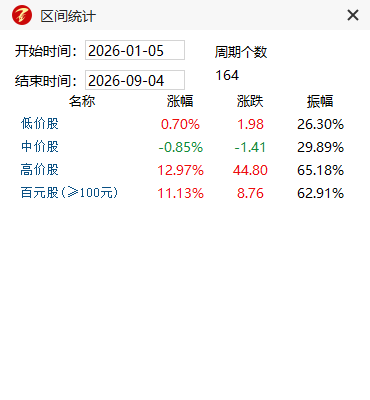 区间统计
开始时间: 2026-01-05 周期个数
结束时间: 2026-09-04 164
名称 涨幅 涨跌 振幅
低价股 0.70% 1.98 26.30%
中价股 -0.85% -1.41 29.89%
高价股 12.97% 44.80 65.18%
百元股(≥100元) 11.13% 8.76 62.91%